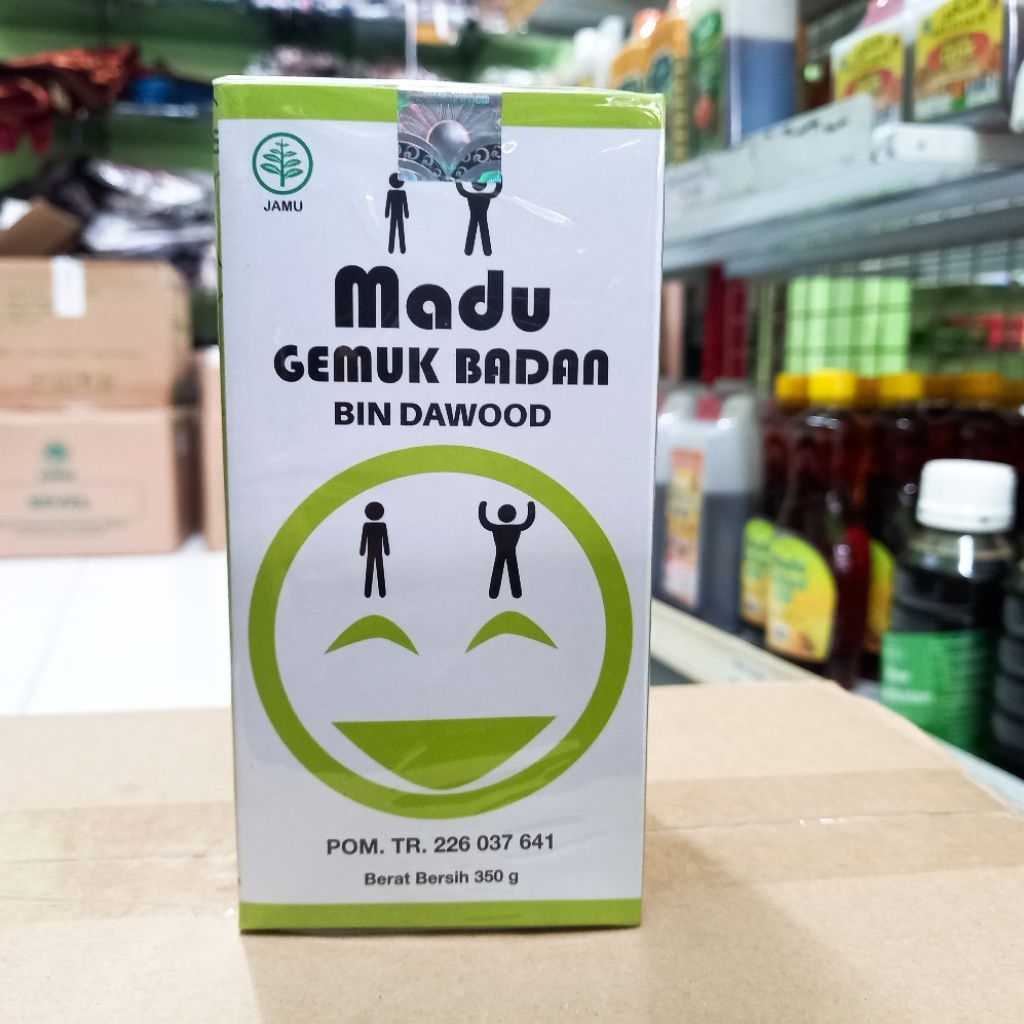 JAMU
Madu
GEMUK BADAN
BIN DAWOOD
POM. TR. 226 037 641
Berat Bersih 350 g